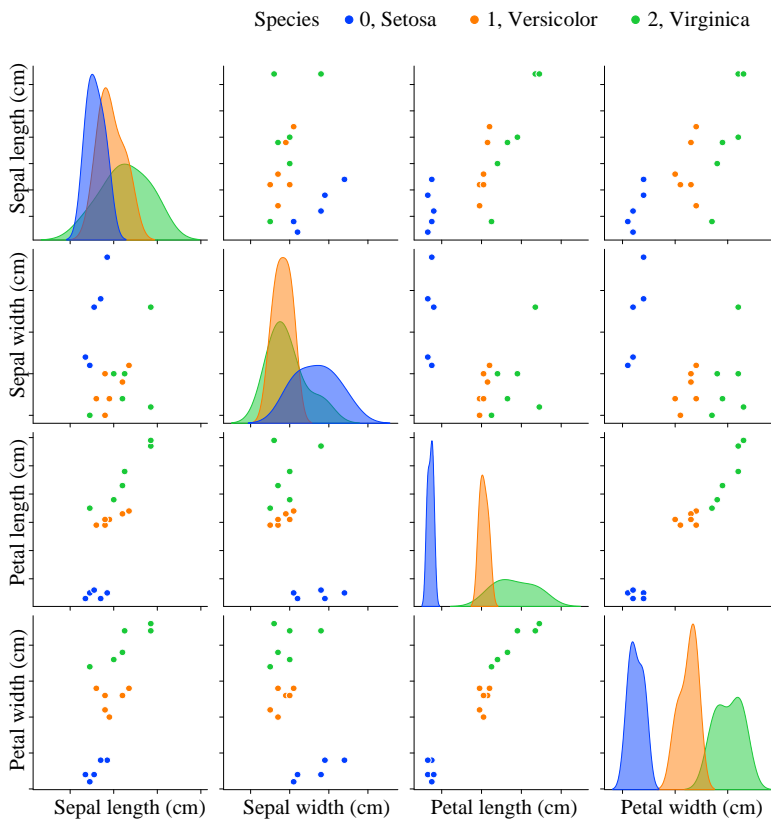 Species 0, Setosa 1, Versicolor 2, Virginica
Sepal length (cm)
Sepal width (cm)
Petal length (cm)
Petal width (cm)
Sepal length (cm) Sepal width (cm) Petal length (cm) Petal width (cm)